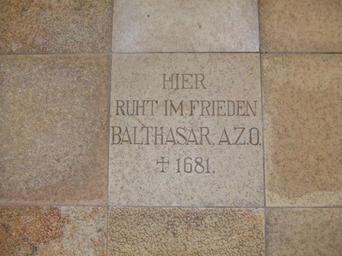 HIER
RUHT IM FRIEDEN
BALTHASAR. A.Z.O.
✝ 1681.